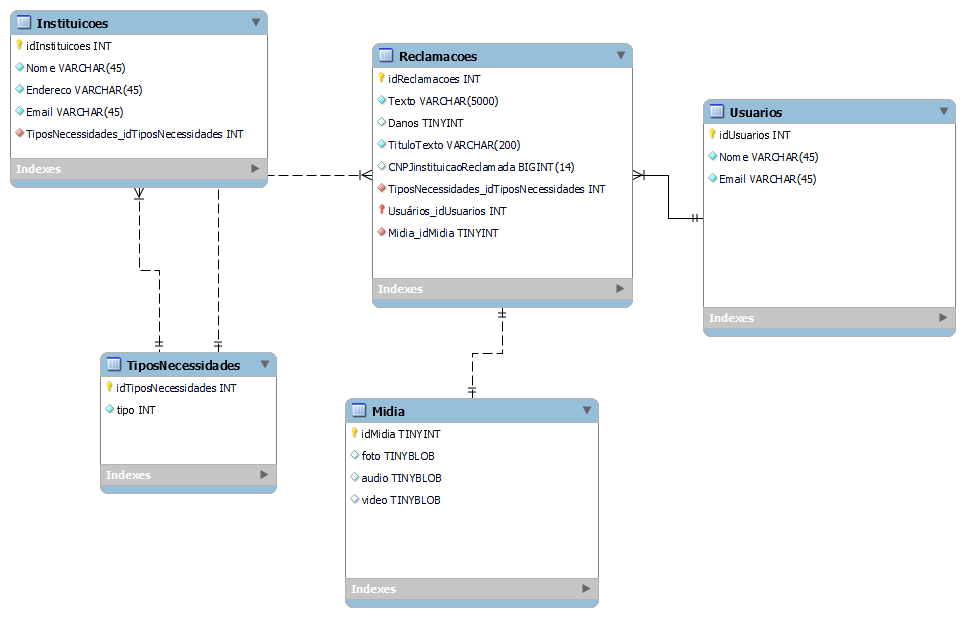 Instituicoes
idInstituicoes INT
Nome VARCHAR(45)
Endereco VARCHAR(45)
Email VARCHAR(45)
TiposNecessidades_idTiposNecessidades INT
Indexes
Reclamacoes
idReclamacoes INT
Texto VARCHAR(5000)
Danos TINYINT
TituloTexto VARCHAR(200)
CNPJinstituicaoReclamada BIGINT(14)
TiposNecessidades_idTiposNecessidades INT
Usuários_idUsuarios INT
Midia_idMidia TINYINT
Indexes
Usuarios
idUsuarios INT
Nome VARCHAR(45)
Email VARCHAR(45)
Indexes
TiposNecessidades
idTiposNecessidades INT
tipo INT
Indexes
Midia
idMidia TINYINT
foto TINYBLOB
audio TINYBLOB
video TINYBLOB
Indexes